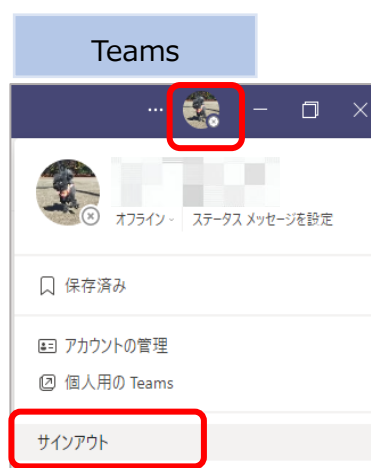 Teams
オフライン
ステータス メッセージを設定
保存済み
アカウントの管理
個人用の Teams
サインアウト